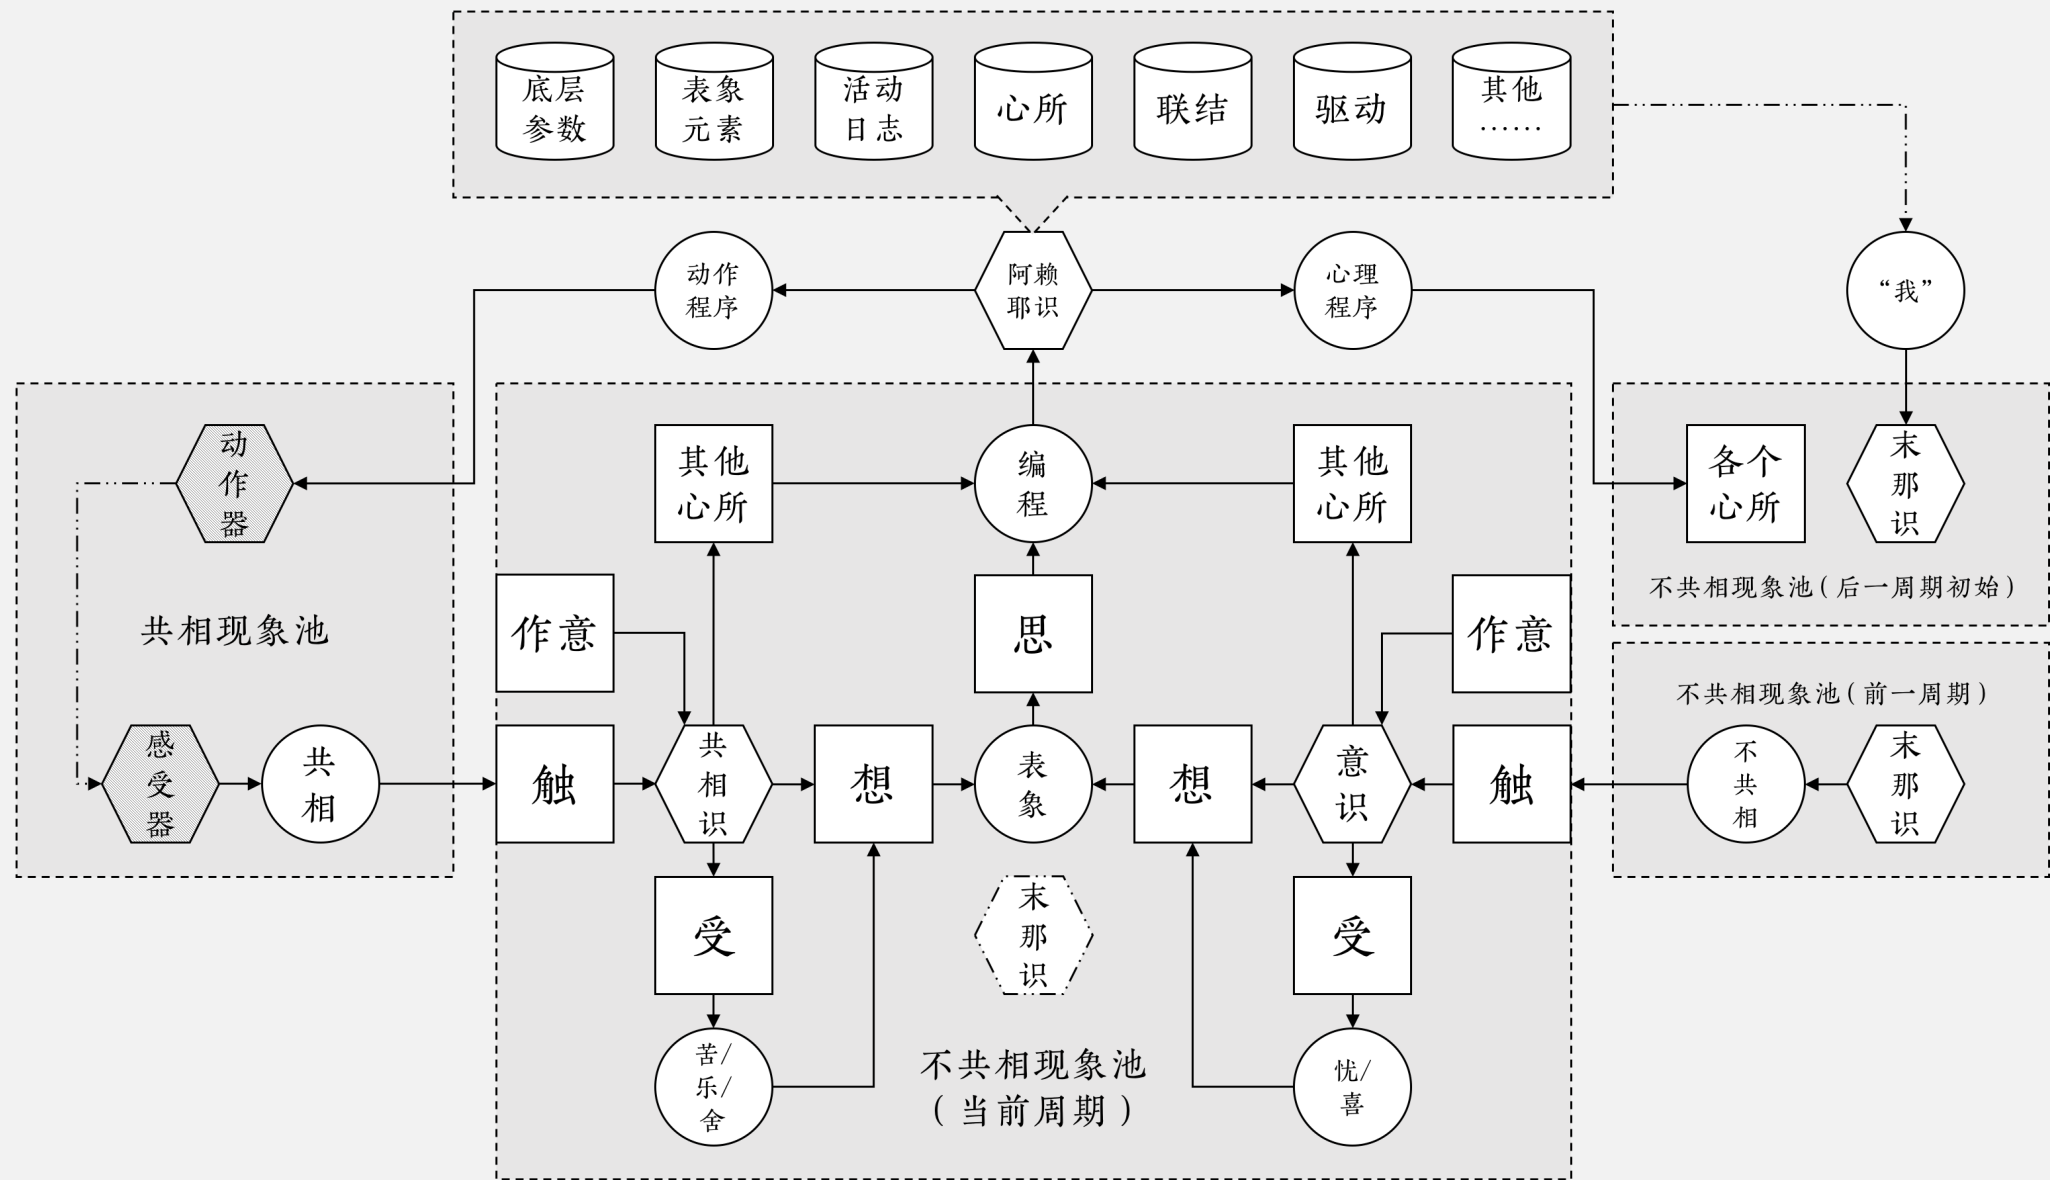 底层
参数
表象
元素
活动
日志
心所
联结
驱动
其他
……
动作
程序
阿赖
耶识
心理
程序
“我”
动
作
器
其他
心所
编
程
其他
心所
各个
心所
末
那
识
不共相现象池(后一周期初始)
共相现象池
作意
思
作意
不共相现象池(前一周期)
感
受
器
共
相
触
共
相
识
想
表
象
想
意
识
触
不
共
相
末
那
识
受
末
那
识
受
苦/
乐/
舍
不共相现象池
(当前周期)
忧/
喜